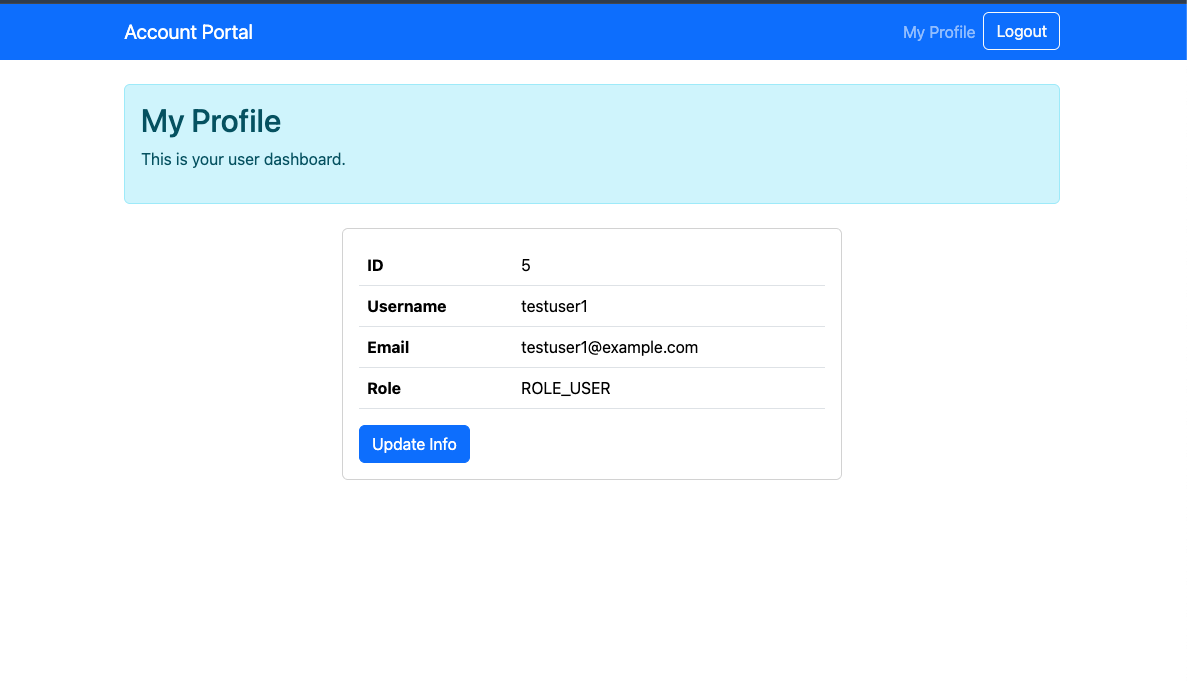 Account Portal
My Profile Logout
My Profile
This is your user dashboard.
ID 5
Username testuser1
Email testuser1@example.com
Role ROLE_USER
Update Info